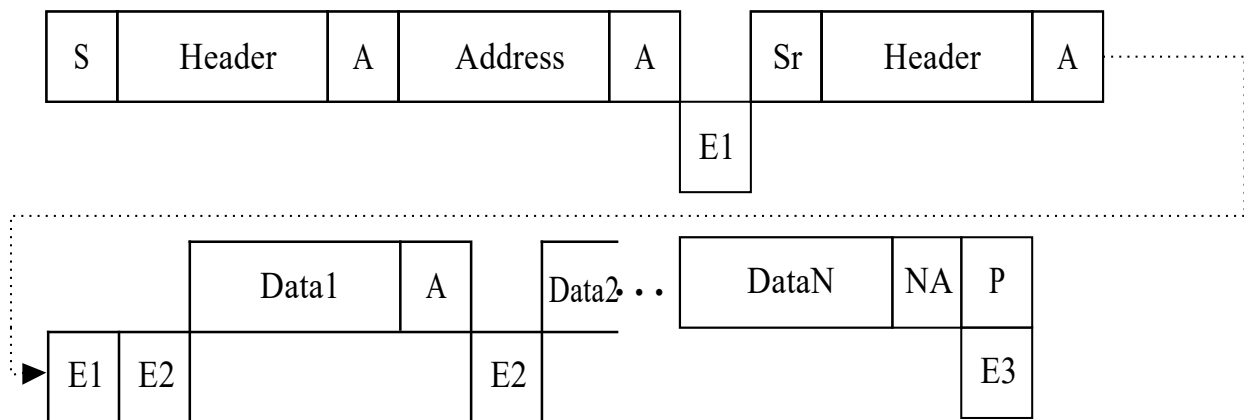 S Header A Address A Sr Header A
E1
Data1 A Data2 ... DataN NA P
E1 E2 E2 E3